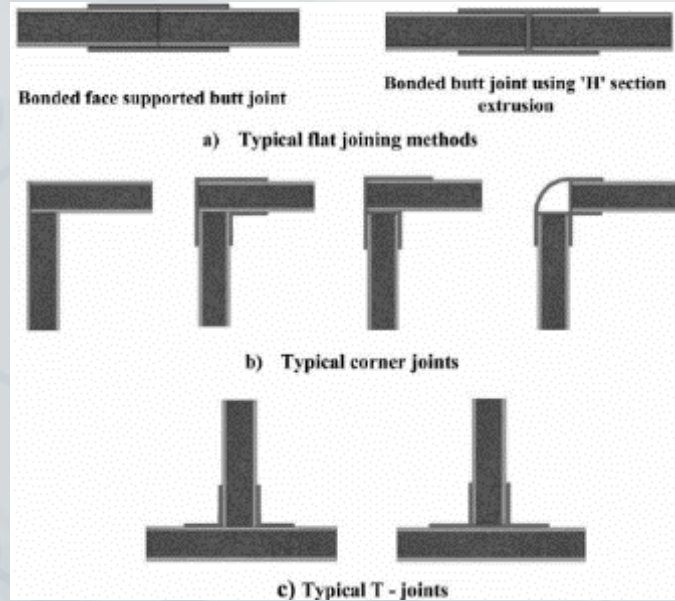 Bonded face supported butt joint
Bonded butt joint using 'H' section
extrusion
a) Typical flat joining methods
b) Typical corner joints
c) Typical T - joints